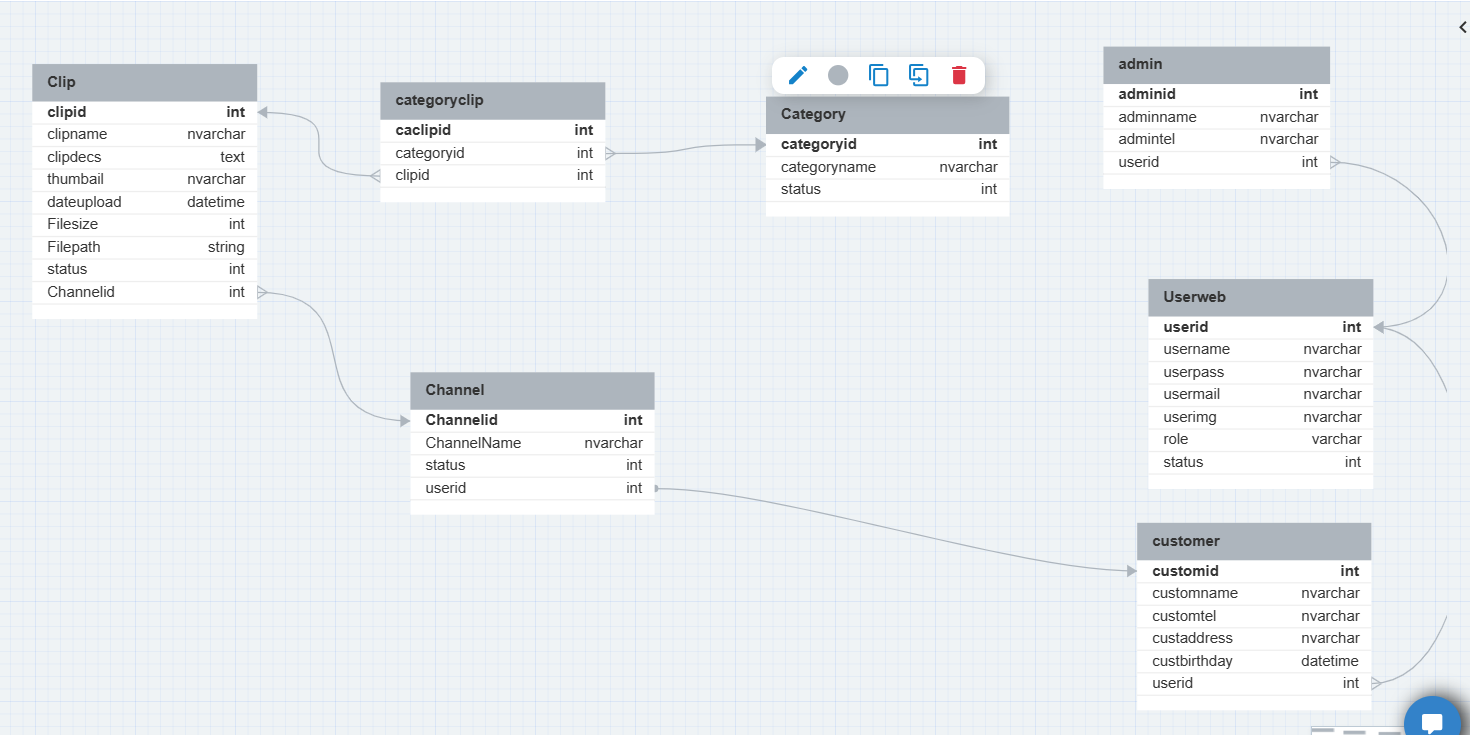 Clip
clipid int
clipname nvarchar
clipdecs text
thumbail nvarchar
dateupload datetime
Filesize int
Filepath string
status int
Channelid int
categoryclip
caclipid int
categoryid int
clipid int
Category
categoryid int
categoryname nvarchar
status int
admin
adminid int
adminname nvarchar
admintel nvarchar
userid int
Userweb
userid int
username nvarchar
userpass nvarchar
usermail nvarchar
userimg nvarchar
role varchar
status int
Channel
Channelid int
ChannelName nvarchar
status int
userid int
customer
customid int
customname nvarchar
customtel nvarchar
custaddress nvarchar
custbirthday datetime
userid int